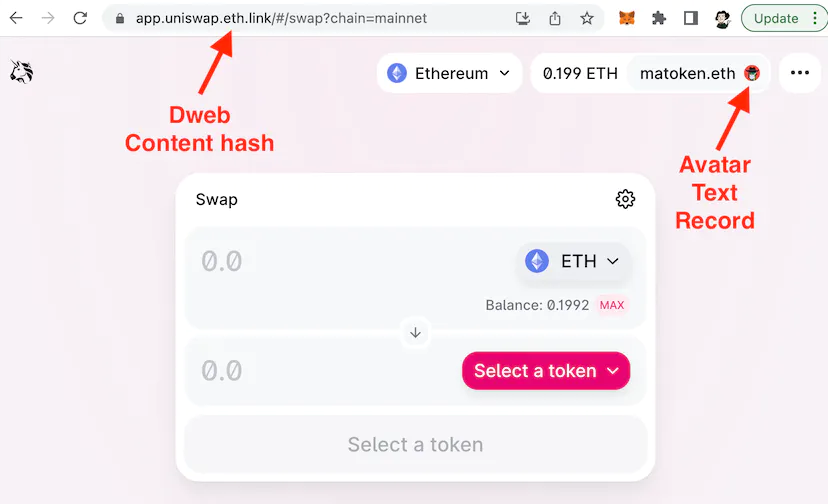 app.uniswap.eth.link/#/swap?chain=mainnet
Update
Ethereum
0.199 ETH
matoken.eth
Dweb
Content hash
Avatar
Text
Record
Swap
0.0
ETH
Balance: 0.1992 MAX
0.0
Select a token
Select a token